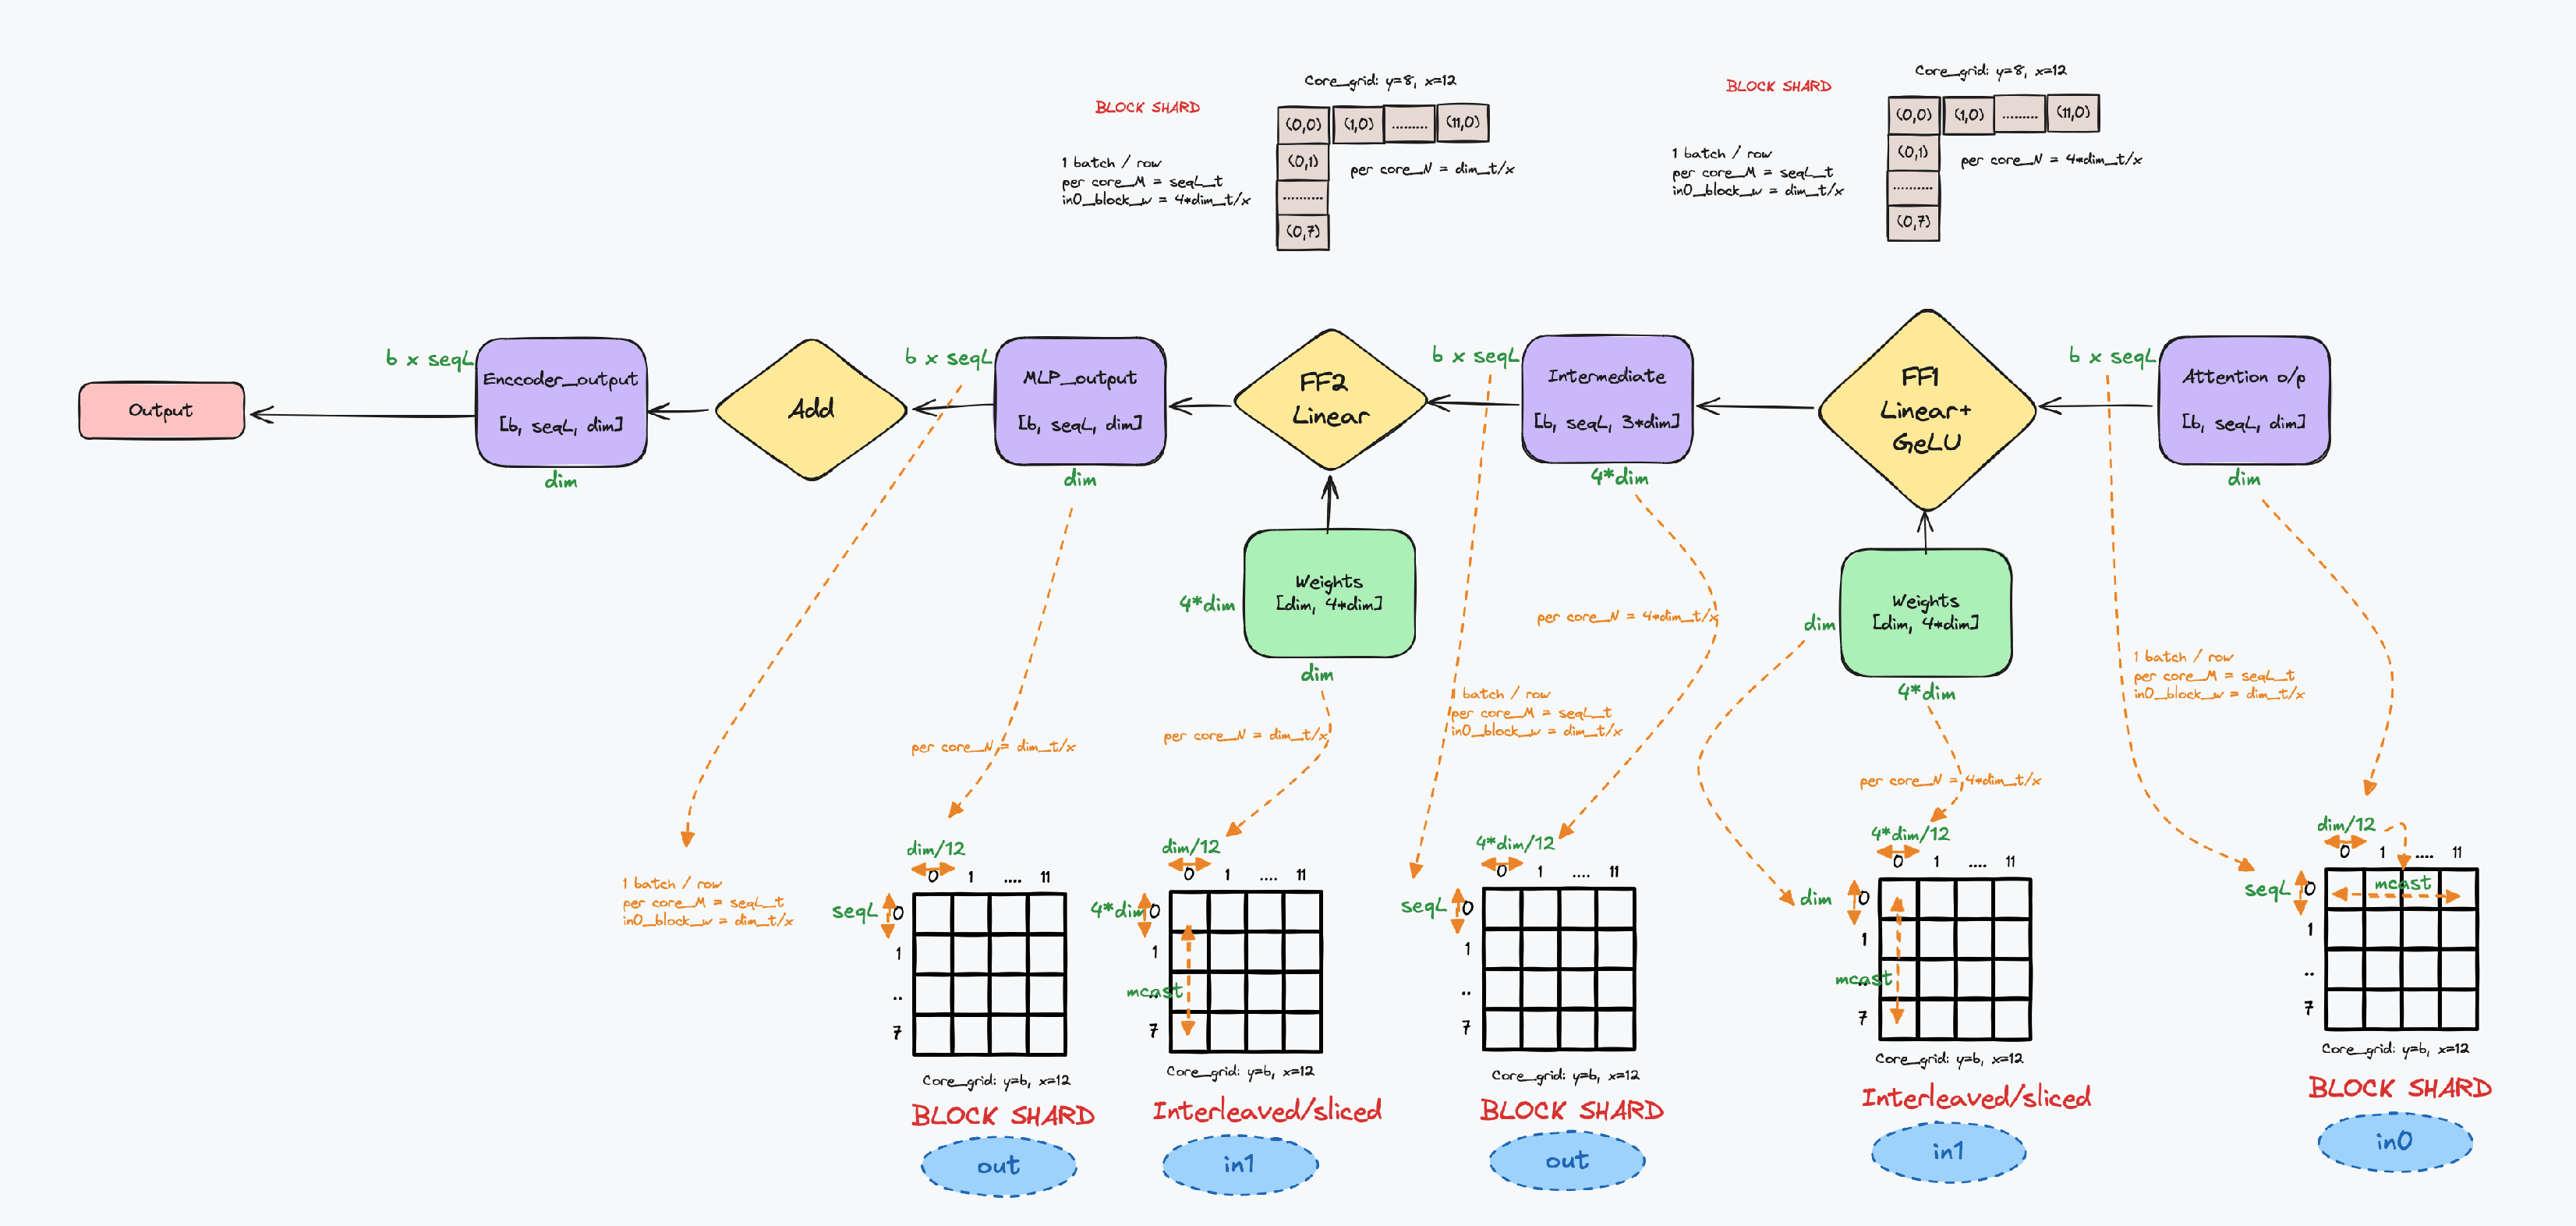 Core_grid: y=8, x=12
BLOCK SHARD
(0,0) (1,0) ......... (11,0)
(0,1)
..........
(0,7)
1 batch / row
per core_M = seqL_t
in0_block_w = 4*dim_t/x
per core_N = dim_t/x
Core_grid: y=8, x=12
BLOCK SHARD
(0,0) (1,0) ......... (11,0)
(0,1)
..........
(0,7)
1 batch / row
per core_M = seqL_t
in0_block_w = dim_t/x
per core_N = 4*dim_t/x
Output
b x seqL
Enccoder_output
[b, seqL, dim]
dim
Add
b x seqL
MLP_output
[b, seqL, dim]
dim
FF2
Linear
b x seqL
Intermediate
[b, seqL, 3*dim]
4*dim
FF1
Linear+
GeLU
b x seqL
Attention o/p
[b, seqL, dim]
dim
4*dim
Weights
[dim, 4*dim]
dim
dim
Weights
[dim, 4*dim]
4*dim
per core_N = dim_t/x
per core_N = dim_t/x
per core_N = 4*dim_t/x
1 batch / row
per core_M = seqL_t
in0_block_w = dim_t/x
per core_N = 4*dim_t/x
1 batch / row
per core_M = seqL_t
in0_block_w = dim_t/x
1 batch / row
per core_M = seqL_t
in0_block_w = dim_t/x
dim/12
0 1 .... 11
seqL 0
1
..
7
Core_grid: y=b, x=12
BLOCK SHARD
out
dim/12
0 1 .... 11
4*dim 0
1
mcast
..
7
Core_grid: y=b, x=12
Interleaved/sliced
in1
4*dim/12
0 1 .... 11
seqL 0
1
..
7
Core_grid: y=b, x=12
BLOCK SHARD
out
4*dim/12
0 1 .... 11
dim 0
1
mcast
..
7
Core_grid: y=b, x=12
Interleaved/sliced
in1
dim/12
0 1 .... 11
seqL 0
mcast
1
..
7
Core_grid: y=b, x=12
BLOCK SHARD
in0